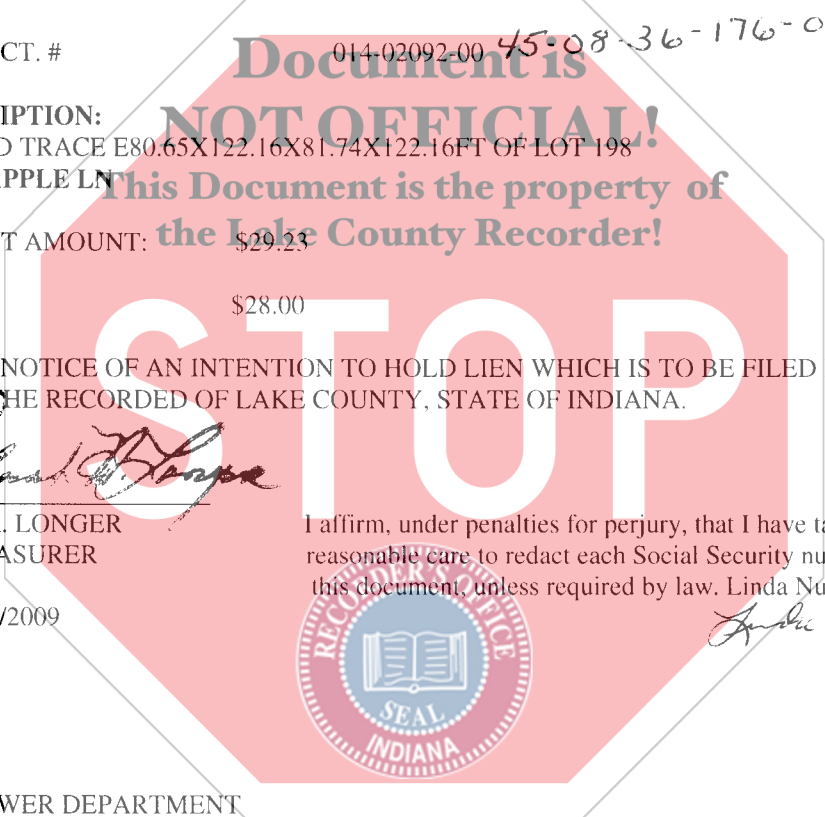 CT. # 014-02092-00 45-08-36-176-0
Document is
NOT OFFICIAL!
IPTION:
D TRACE E80.65X122.16X81.74X122.16FT OF LOT 198
PPLE LN
This Document is the property of
the Lake County Recorder!
T AMOUNT: $29.23
$28.00
STOP
NOTICE OF AN INTENTION TO HOLD LIEN WHICH IS TO BE FILED
HE RECORDED OF LAKE COUNTY, STATE OF INDIANA.
. LONGER
ASURER
I affirm, under penalties for perjury, that I have ta
reasonable care to redact each Social Security nu
this document, unless required by law. Linda Nu
/2009
RECORDER'S OFFICE
SEAL
INDIANA
WER DEPARTMENT